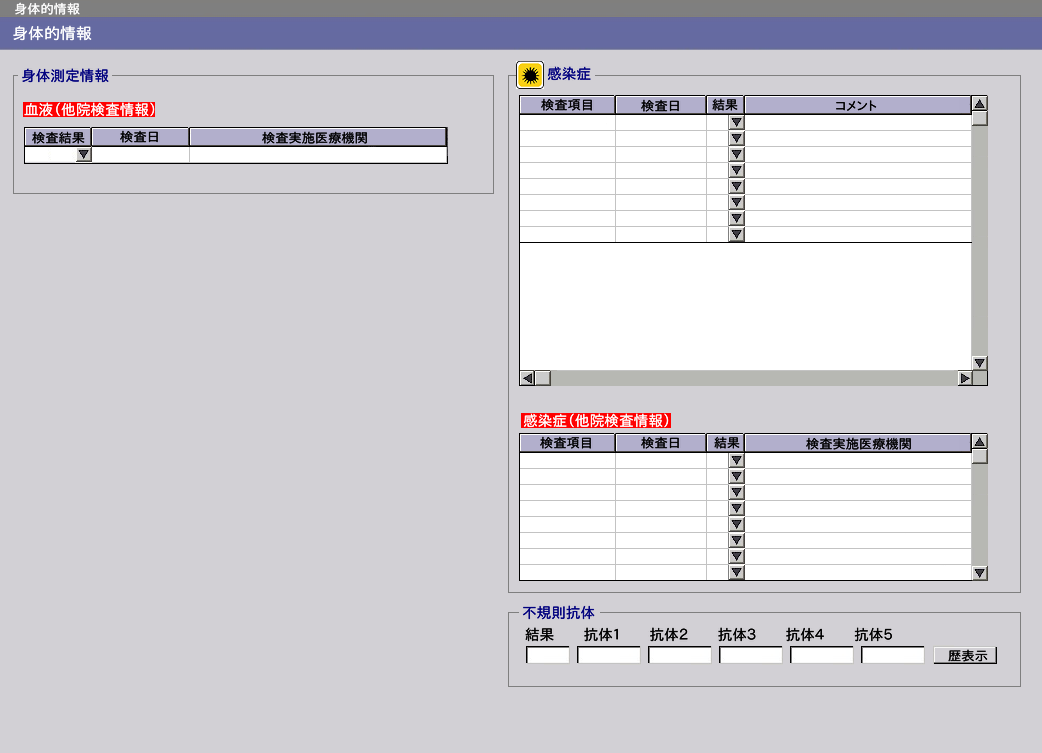 身体的情報
身体的情報
身体測定情報
血液(他院検査情報)
検査結果 検査日 検査実施医療機関
感染症
検査項目 検査日 結果 コメント
感染症(他院検査情報)
検査項目 検査日 結果 検査実施医療機関
不規則抗体
結果 抗体1 抗体2 抗体3 抗体4 抗体5
歴表示